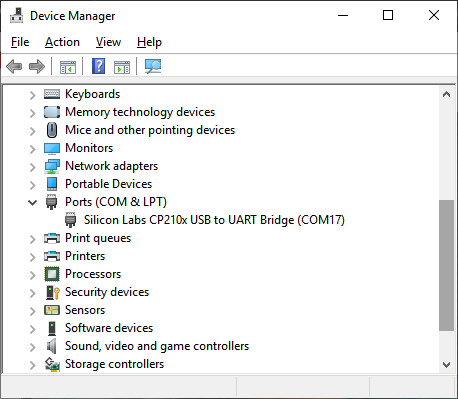 Device Manager
File Action View Help
Keyboards
Memory technology devices
Mice and other pointing devices
Monitors
Network adapters
Portable Devices
Ports (COM & LPT)
Silicon Labs CP210x USB to UART Bridge (COM17)
Print queues
Printers
Processors
Security devices
Sensors
Software devices
Sound, video and game controllers
Storage controllers